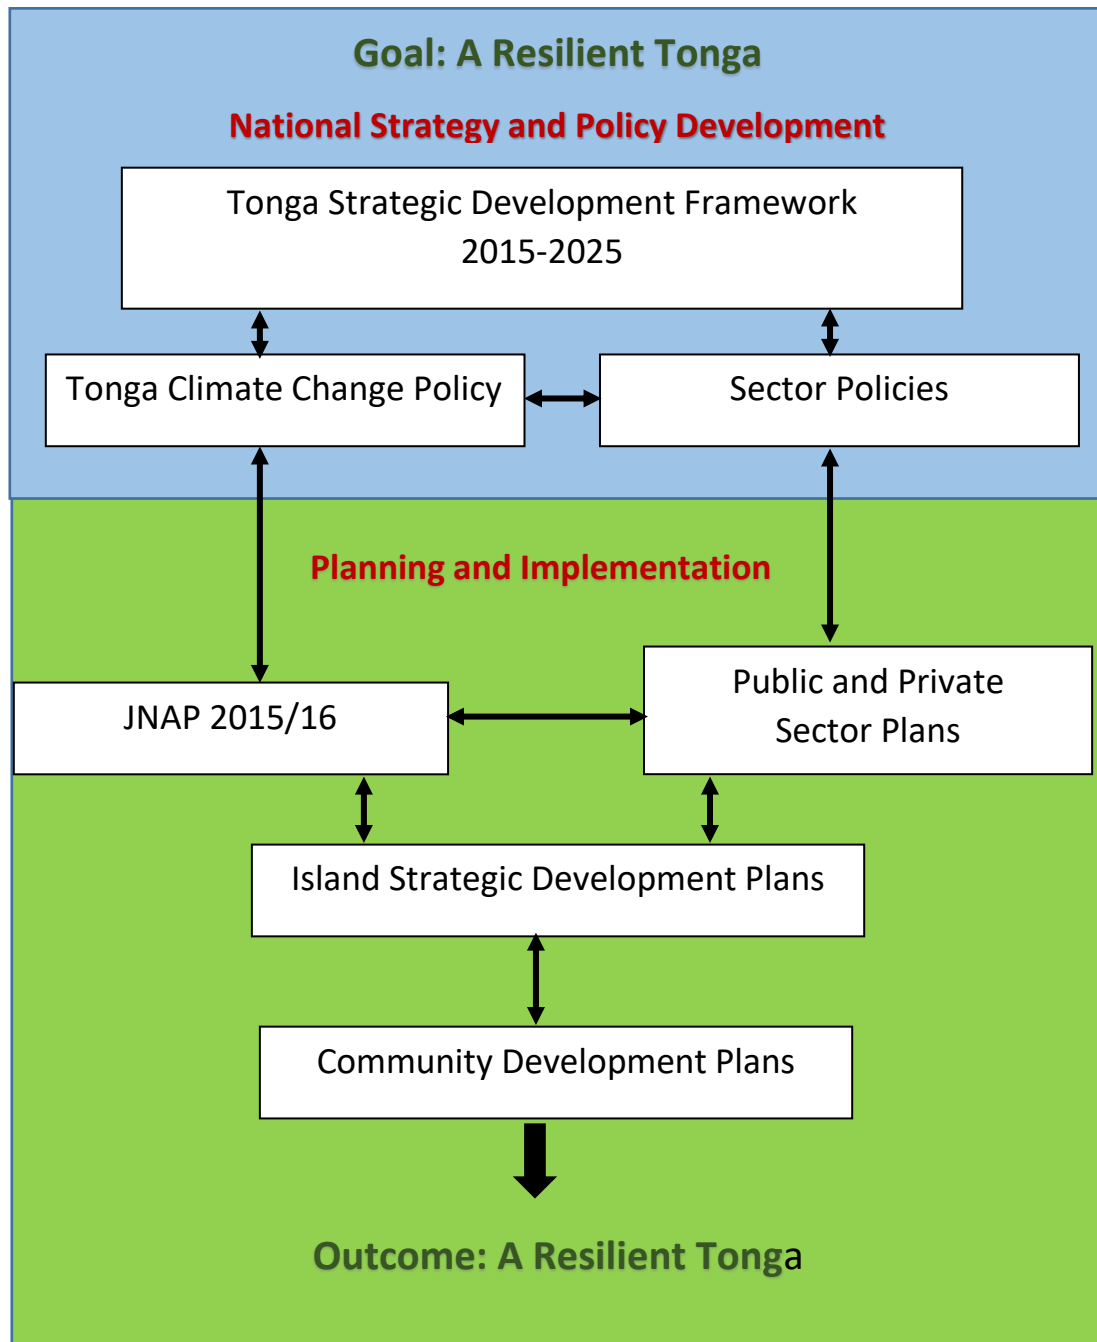 Goal: A Resilient Tonga
National Strategy and Policy Development
Tonga Strategic Development Framework
2015-2025
Tonga Climate Change Policy
Sector Policies
Planning and Implementation
JNAP 2015/16
Public and Private
Sector Plans
Island Strategic Development Plans
Community Development Plans
Outcome: A Resilient Tonga